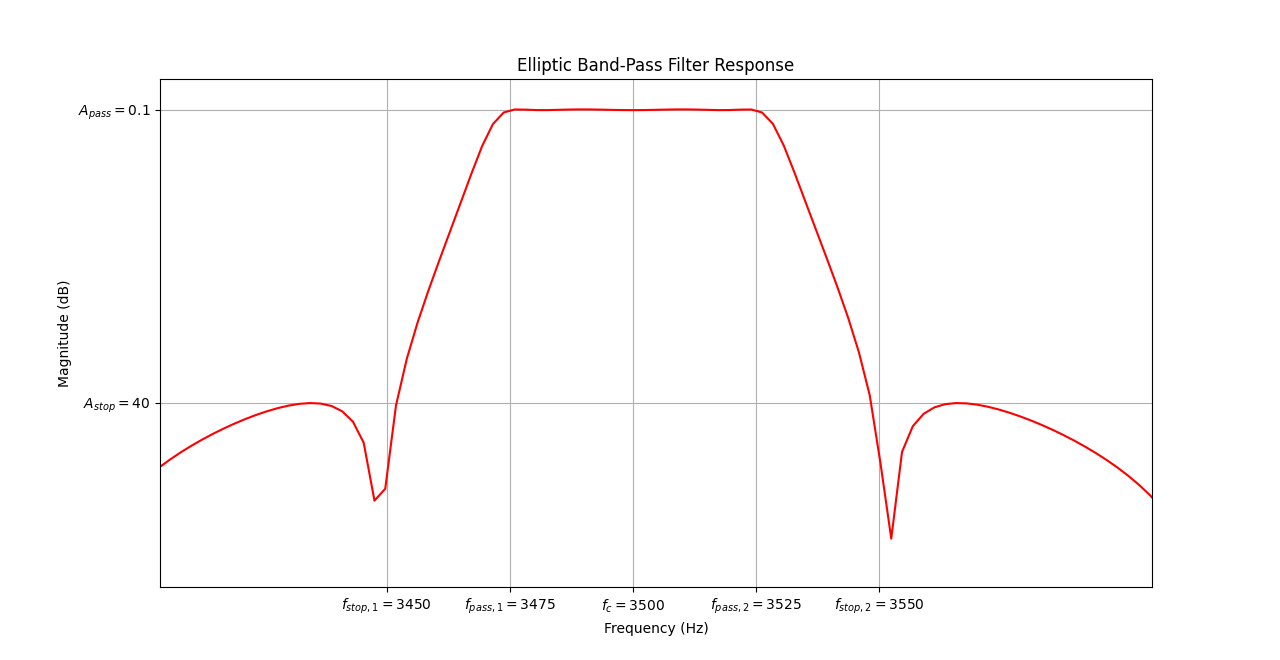 Elliptic Band-Pass Filter Response
A_pass = 0.1
Magnitude (dB)
A_stop = 40
f_stop, 1 = 3450 f_pass, 1 = 3475 f_c = 3500 f_pass, 2 = 3525 f_stop, 2 = 3550
Frequency (Hz)